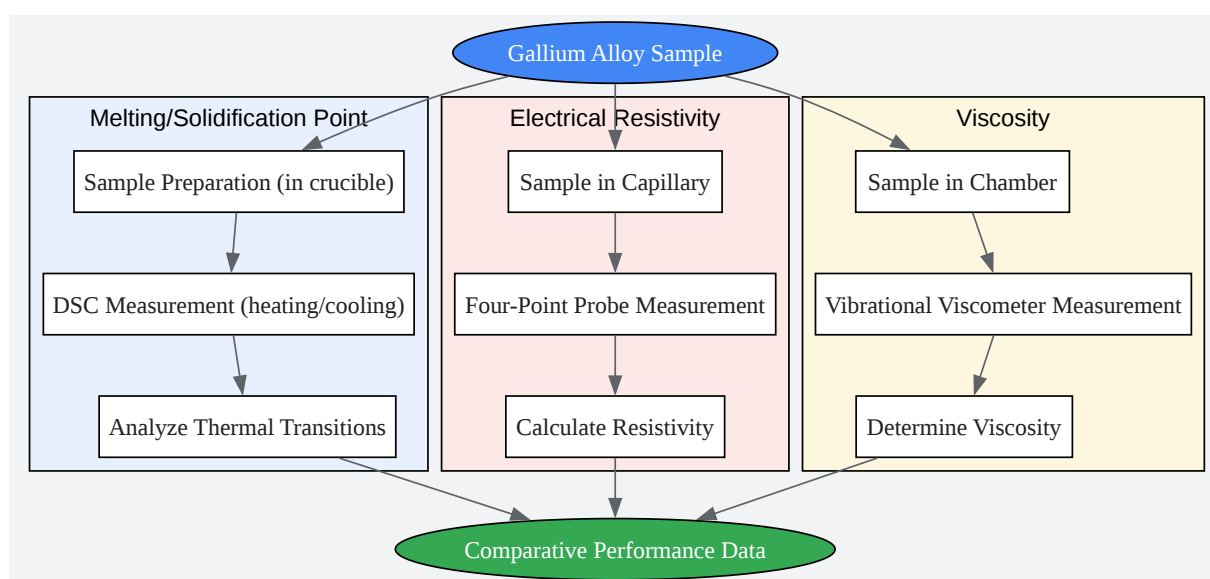 Gallium Alloy Sample
Melting/Solidification Point
Sample Preparation (in crucible)
DSC Measurement (heating/cooling)
Analyze Thermal Transitions
Electrical Resistivity
Sample in Capillary
Four-Point Probe Measurement
Calculate Resistivity
Viscosity
Sample in Chamber
Vibrational Viscometer Measurement
Determine Viscosity
Comparative Performance Data